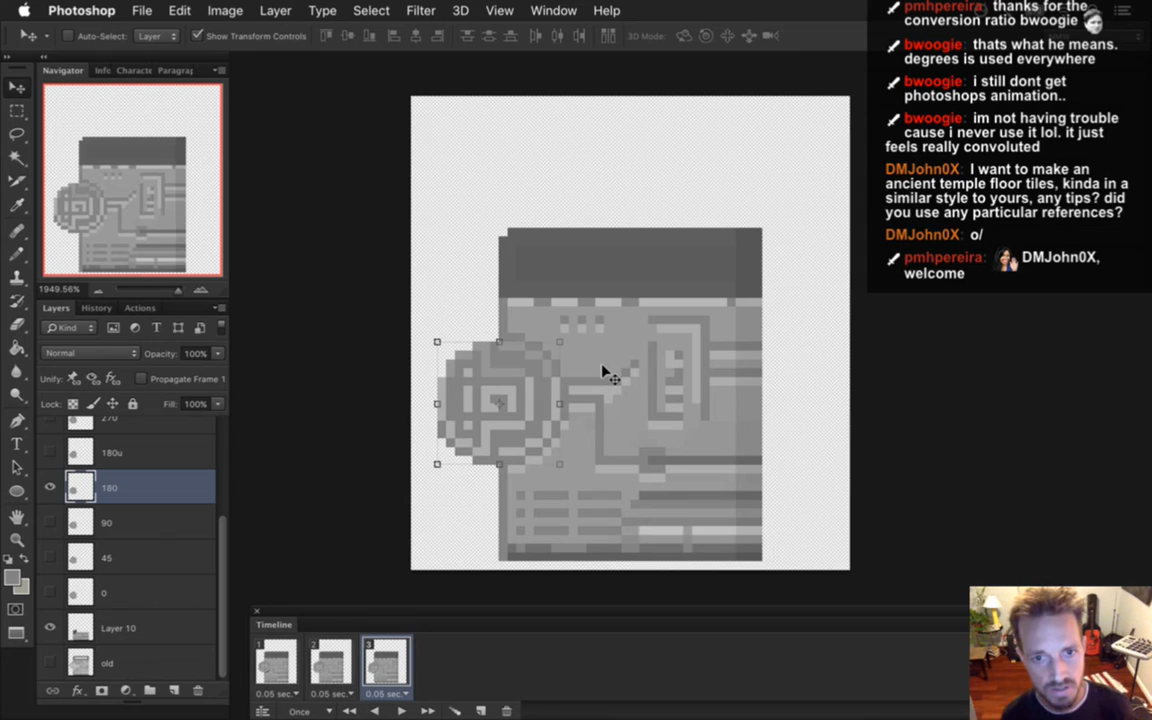 Photoshop File Edit Image Layer Type Select Filter 3D View Window Help
Auto-Select: Layer Show Transform Controls 3D Mode:
Navigator Info Characte Paragra
1949.56%
Layers History Actions
Kind
Normal Opacity: 100%
Unify: Propagate Frame 1
Lock: Fill: 100%
270
180u
180
90
45
0
Layer 10
old
Timeline
1 2 3
0.05 sec. 0.05 sec. 0.05 sec.
Once
pmhpereira: thanks for the
conversion ratio bwoogie
bwoogie: thats what he means.
degrees is used everywhere
bwoogie: i still dont get
photoshops animation..
bwoogie: im not having trouble
cause i never use it lol. it just
feels really convoluted
DMJohn0X: I want to make an
ancient temple floor tiles, kinda in a
similar style to yours, any tips? did
you use any particular references?
DMJohn0X: o/
pmhpereira: DMJohn0X,
welcome